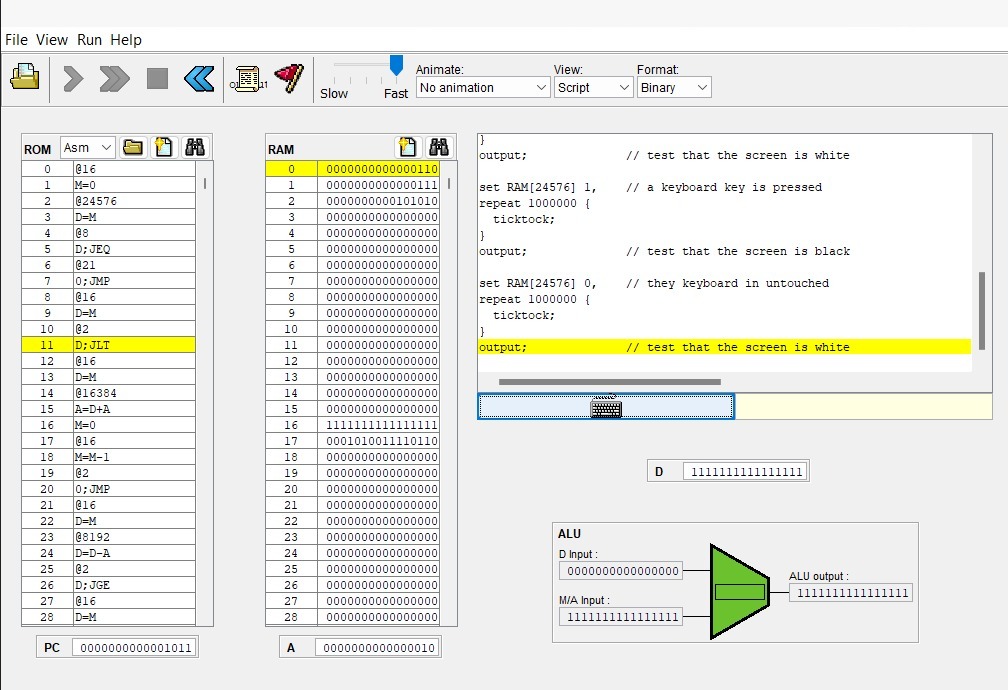 File View Run Help
Slow Fast
Animate:
No animation
View:
Script
Format:
Binary
ROM Asm
0 @16
1 M=0
2 @24576
3 D=M
4 @8
5 D;JEQ
6 @21
7 0;JMP
8 @16
9 D=M
10 @2
11 D;JLT
12 @16
13 D=M
14 @16384
15 A=D+A
16 M=0
17 @16
18 M=M-1
19 @2
20 0;JMP
21 @16
22 D=M
23 @8192
24 D=D-A
25 @2
26 D;JGE
27 @16
28 D=M
PC 0000000000001011
RAM
0 0000000000000110
1 0000000000000111
2 0000000000101010
3 0000000000000000
4 0000000000000000
5 0000000000000000
6 0000000000000000
7 0000000000000000
8 0000000000000000
9 0000000000000000
10 0000000000000000
11 0000000000000000
12 0000000000000000
13 0000000000000000
14 0000000000000000
15 0000000000000000
16 1111111111111111
17 0001010011110110
18 0000000000000000
19 0000000000000000
20 0000000000000000
21 0000000000000000
22 0000000000000000
23 0000000000000000
24 0000000000000000
25 0000000000000000
26 0000000000000000
27 0000000000000000
28 0000000000000000
A 0000000000000010
}
output; // test that the screen is white
set RAM[24576] 1, // a keyboard key is pressed
repeat 1000000 {
ticktock;
}
output; // test that the screen is black
set RAM[24576] 0, // they keyboard in untouched
repeat 1000000 {
ticktock;
}
output; // test that the screen is white
D 1111111111111111
ALU
D Input :
0000000000000000
M/A Input :
1111111111111111
ALU output :
1111111111111111